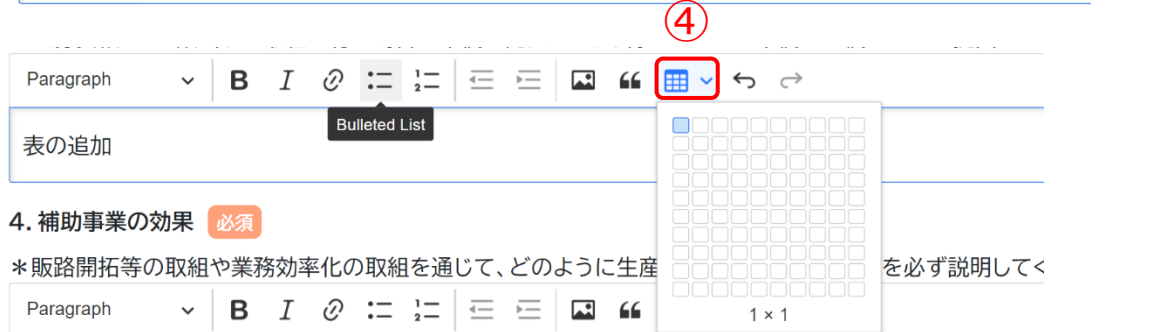 ④
Paragraph
Bulleted List
表の追加
4. 補助事業の効果 必須
＊販路開拓等の取組や業務効率化の取組を通じて、どのように生産
を必ず説明して
Paragraph
1 × 1